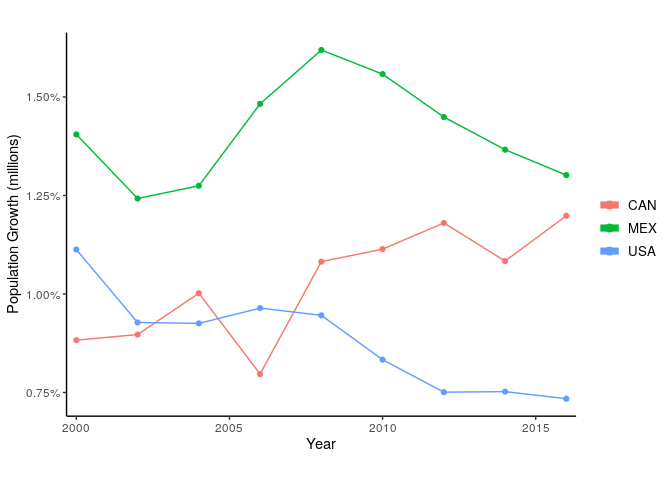 Population Growth (millions)
1.50%
1.25%
1.00%
0.75%
2000 2005 2010 2015
Year
CAN
MEX
USA